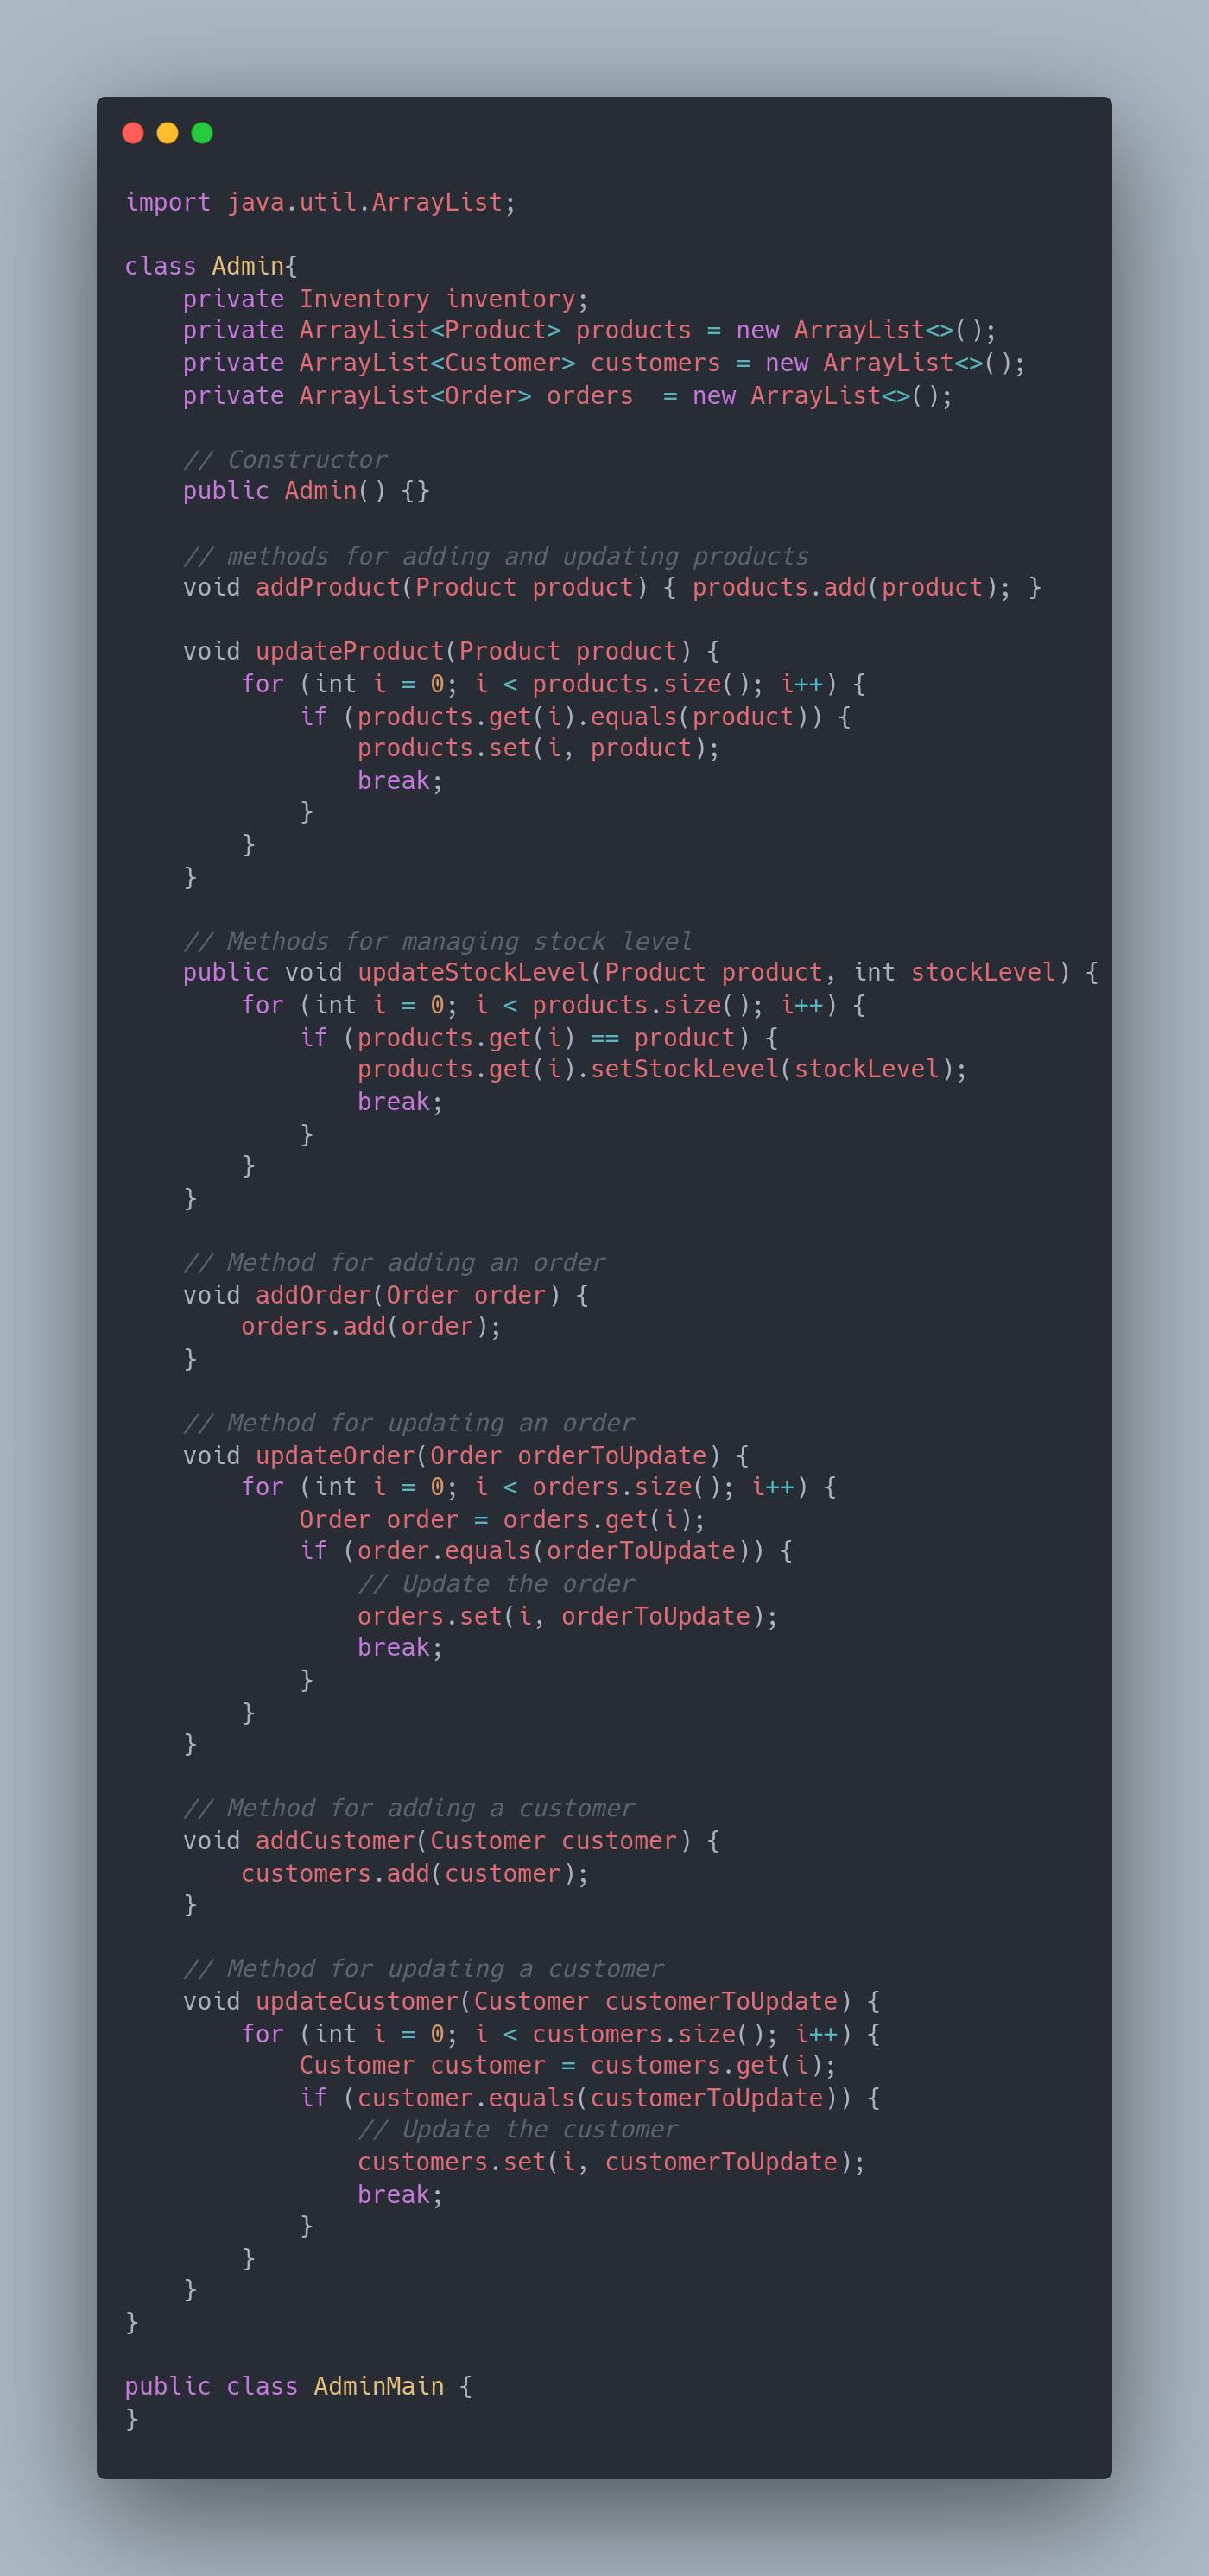 import java.util.ArrayList;

class Admin{
    private Inventory inventory;
    private ArrayList<Product> products = new ArrayList<>();
    private ArrayList<Customer> customers = new ArrayList<>();
    private ArrayList<Order> orders  = new ArrayList<>();

    // Constructor
    public Admin() {}

    // methods for adding and updating products
    void addProduct(Product product) { products.add(product); }

    void updateProduct(Product product) {
        for (int i = 0; i < products.size(); i++) {
            if (products.get(i).equals(product)) {
                products.set(i, product);
                break;
            }
        }
    }

    // Methods for managing stock level
    public void updateStockLevel(Product product, int stockLevel) {
        for (int i = 0; i < products.size(); i++) {
            if (products.get(i) == product) {
                products.get(i).setStockLevel(stockLevel);
                break;
            }
        }
    }

    // Method for adding an order
    void addOrder(Order order) {
        orders.add(order);
    }

    // Method for updating an order
    void updateOrder(Order orderToUpdate) {
        for (int i = 0; i < orders.size(); i++) {
            Order order = orders.get(i);
            if (order.equals(orderToUpdate)) {
                // Update the order
                orders.set(i, orderToUpdate);
                break;
            }
        }
    }

    // Method for adding a customer
    void addCustomer(Customer customer) {
        customers.add(customer);
    }

    // Method for updating a customer
    void updateCustomer(Customer customerToUpdate) {
        for (int i = 0; i < customers.size(); i++) {
            Customer customer = customers.get(i);
            if (customer.equals(customerToUpdate)) {
                // Update the customer
                customers.set(i, customerToUpdate);
                break;
            }
        }
    }
}

public class AdminMain {
}